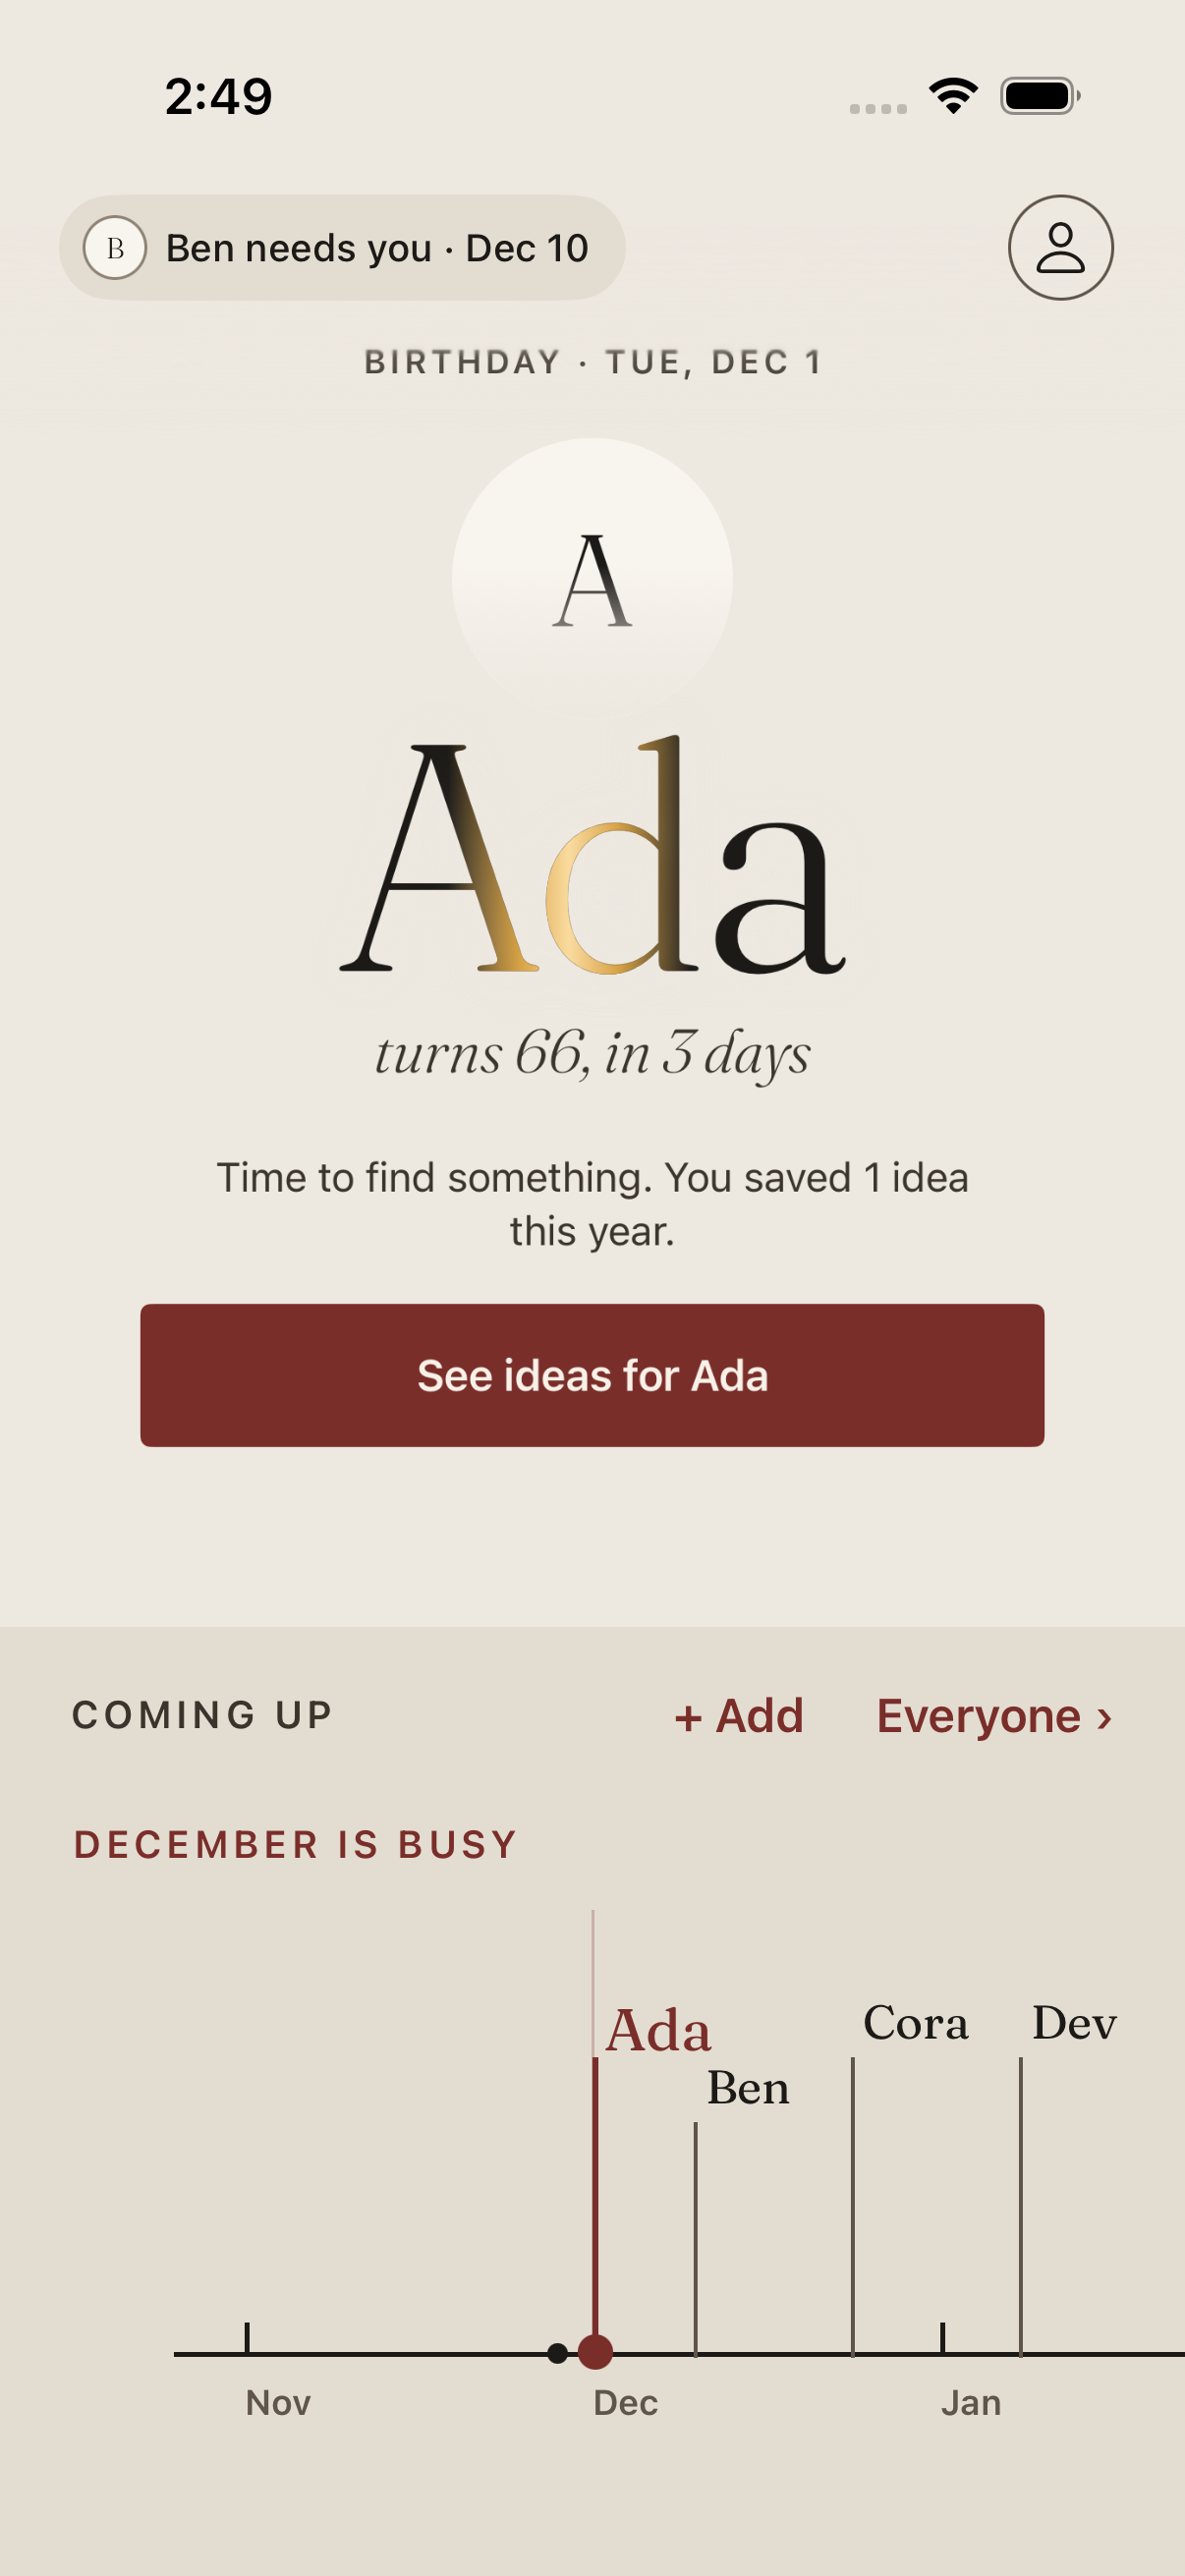 2:49
B
Ben needs you · Dec 10
BIRTHDAY · TUE, DEC 1
A
Ada
turns 66, in 3 days
Time to find something. You saved 1 idea
this year.
See ideas for Ada
COMING UP
+ Add
Everyone ›
DECEMBER IS BUSY
Ada
Ben
Cora
Dev
Nov
Dec
Jan